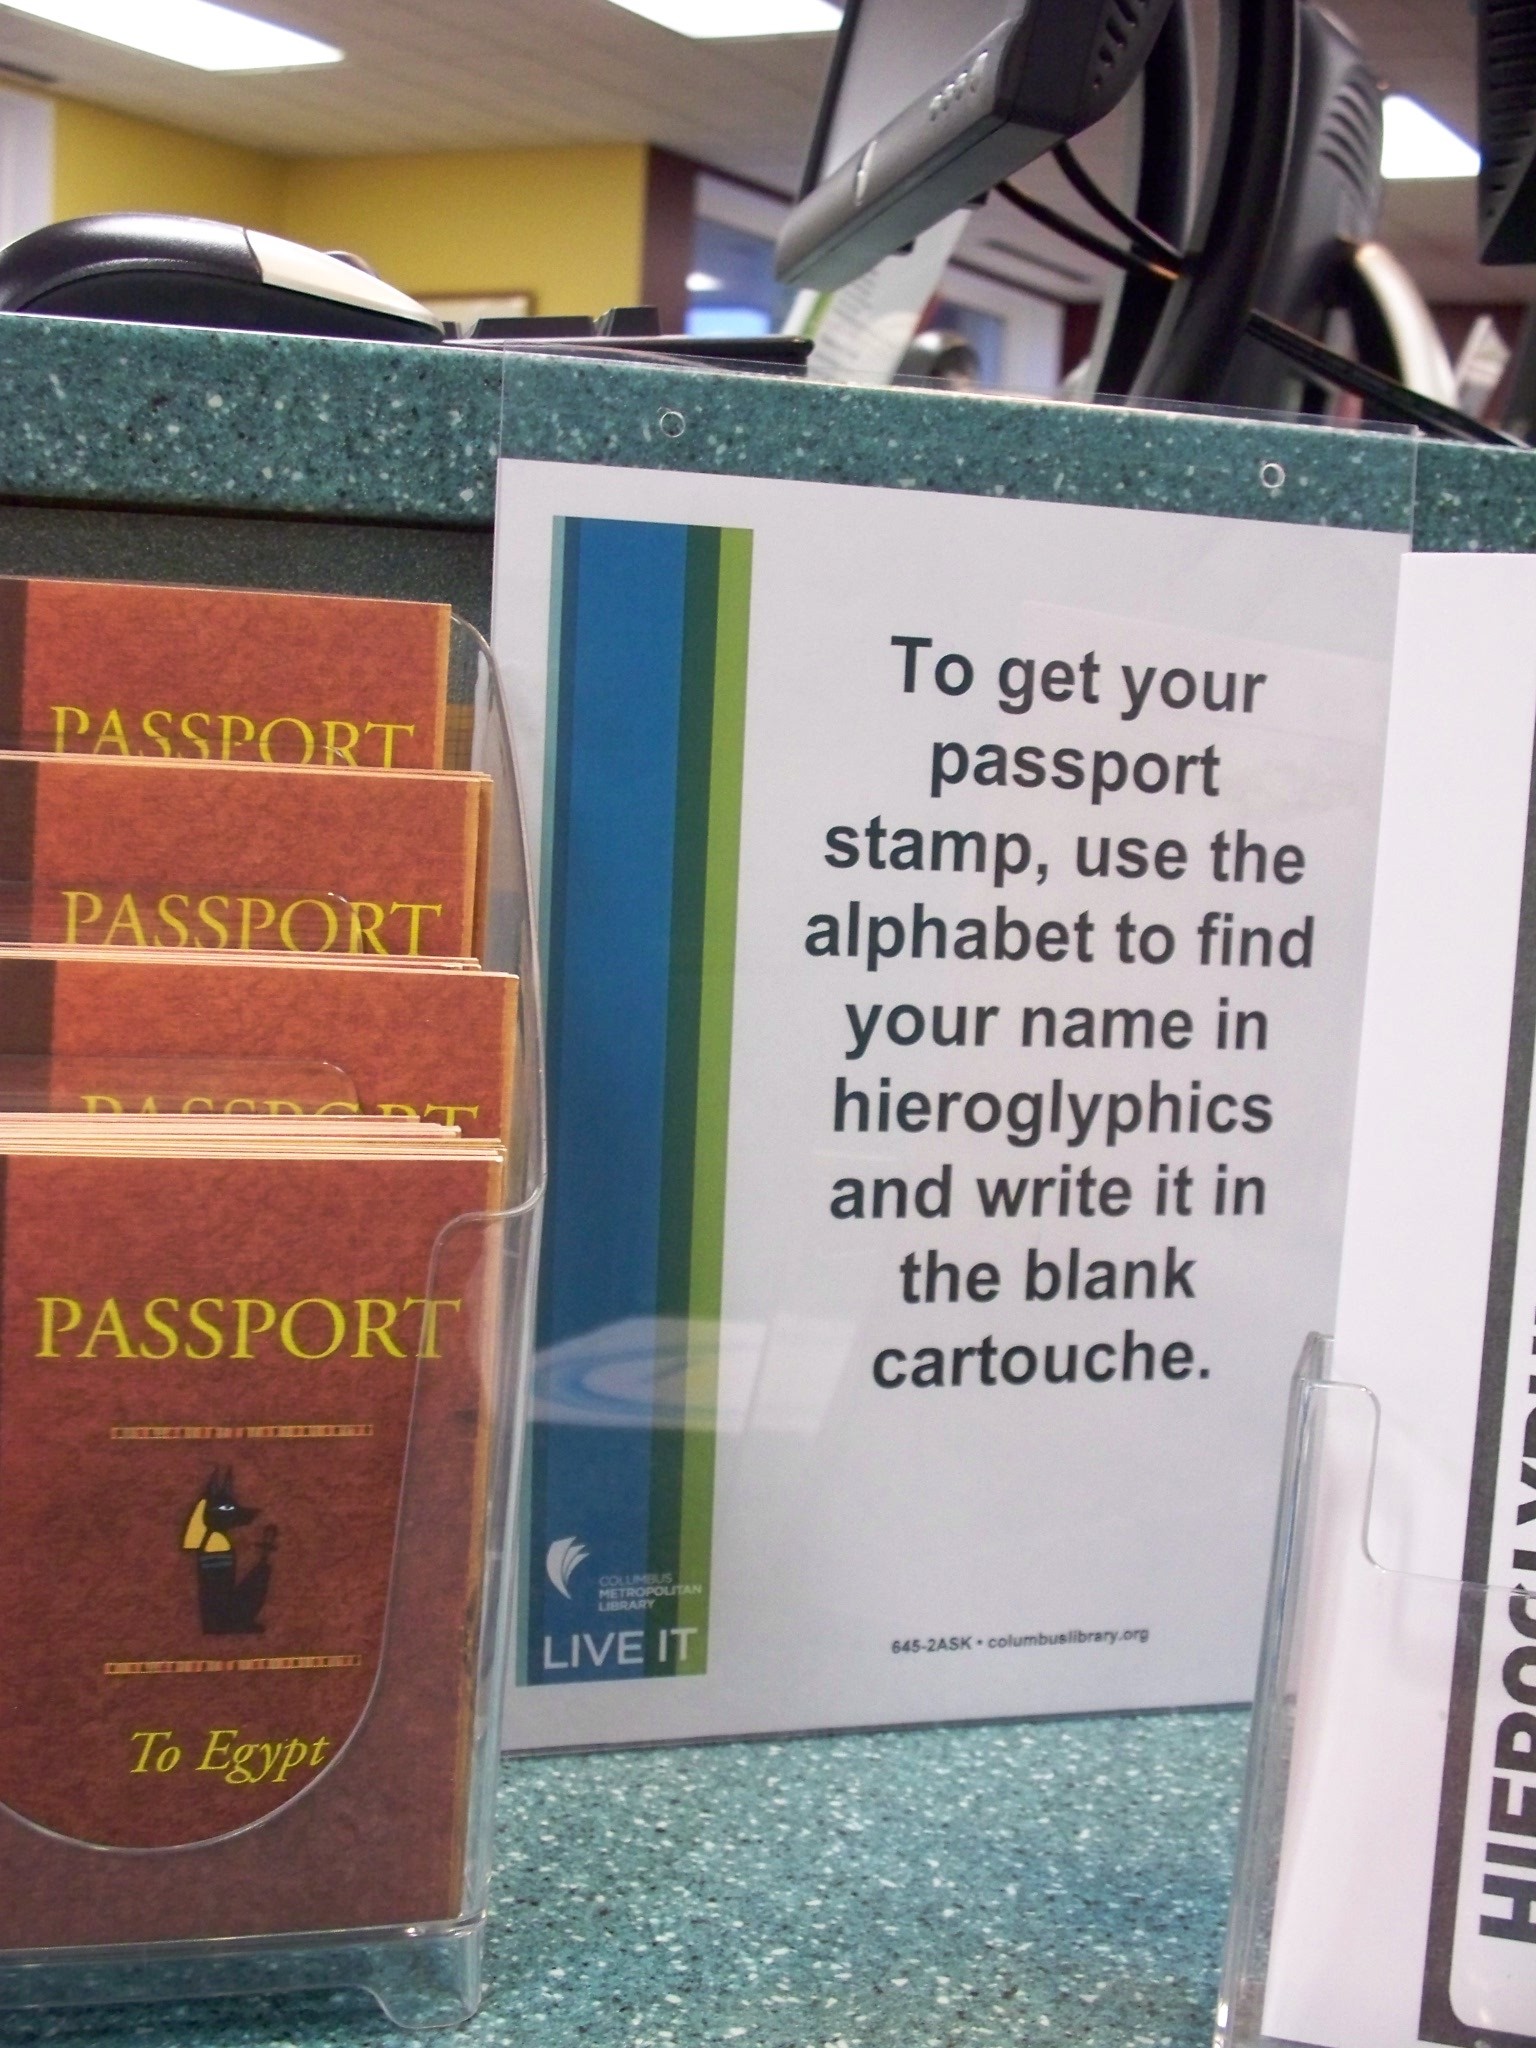 PASSPORT
PASSPORT
PASSPORT
PASSPORT
To Egypt
To get your
passport
stamp, use the
alphabet to find
your name in
hieroglyphics
and write it in
the blank
cartouche.
COLUMBUS
METROPOLITAN
LIBRARY
LIVE IT
645-2ASK • columbuslibrary.org